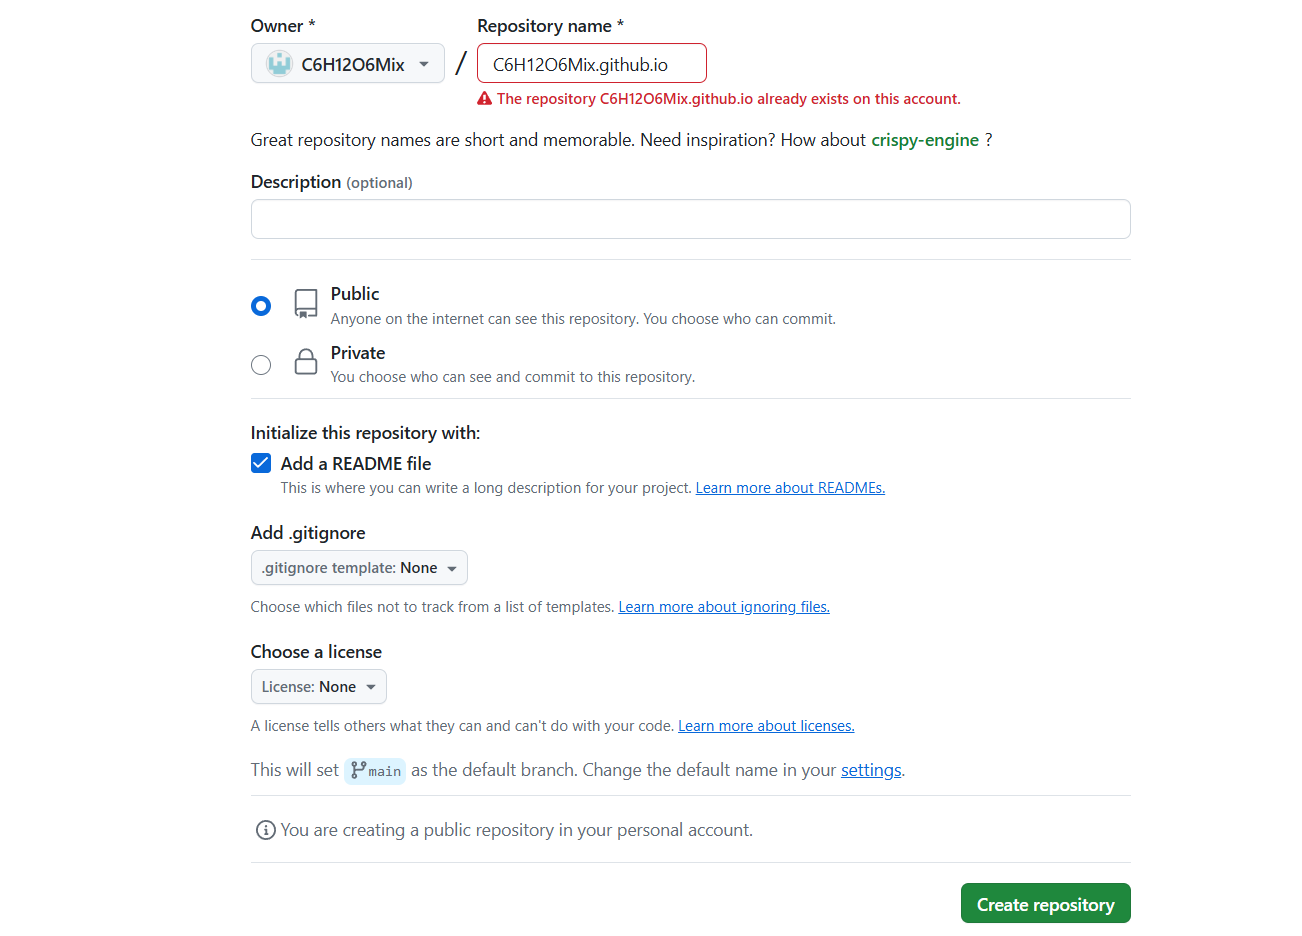 Owner * Repository name *
C6H12O6Mix / C6H12O6Mix.github.io
The repository C6H12O6Mix.github.io already exists on this account.
Great repository names are short and memorable. Need inspiration? How about crispy-engine ?
Description (optional)
Public
Anyone on the internet can see this repository. You choose who can commit.
Private
You choose who can see and commit to this repository.
Initialize this repository with:
Add a README file
This is where you can write a long description for your project. Learn more about READMEs.
Add .gitignore
.gitignore template: None
Choose which files not to track from a list of templates. Learn more about ignoring files.
Choose a license
License: None
A license tells others what they can and can't do with your code. Learn more about licenses.
This will set main as the default branch. Change the default name in your settings.
You are creating a public repository in your personal account.
Create repository